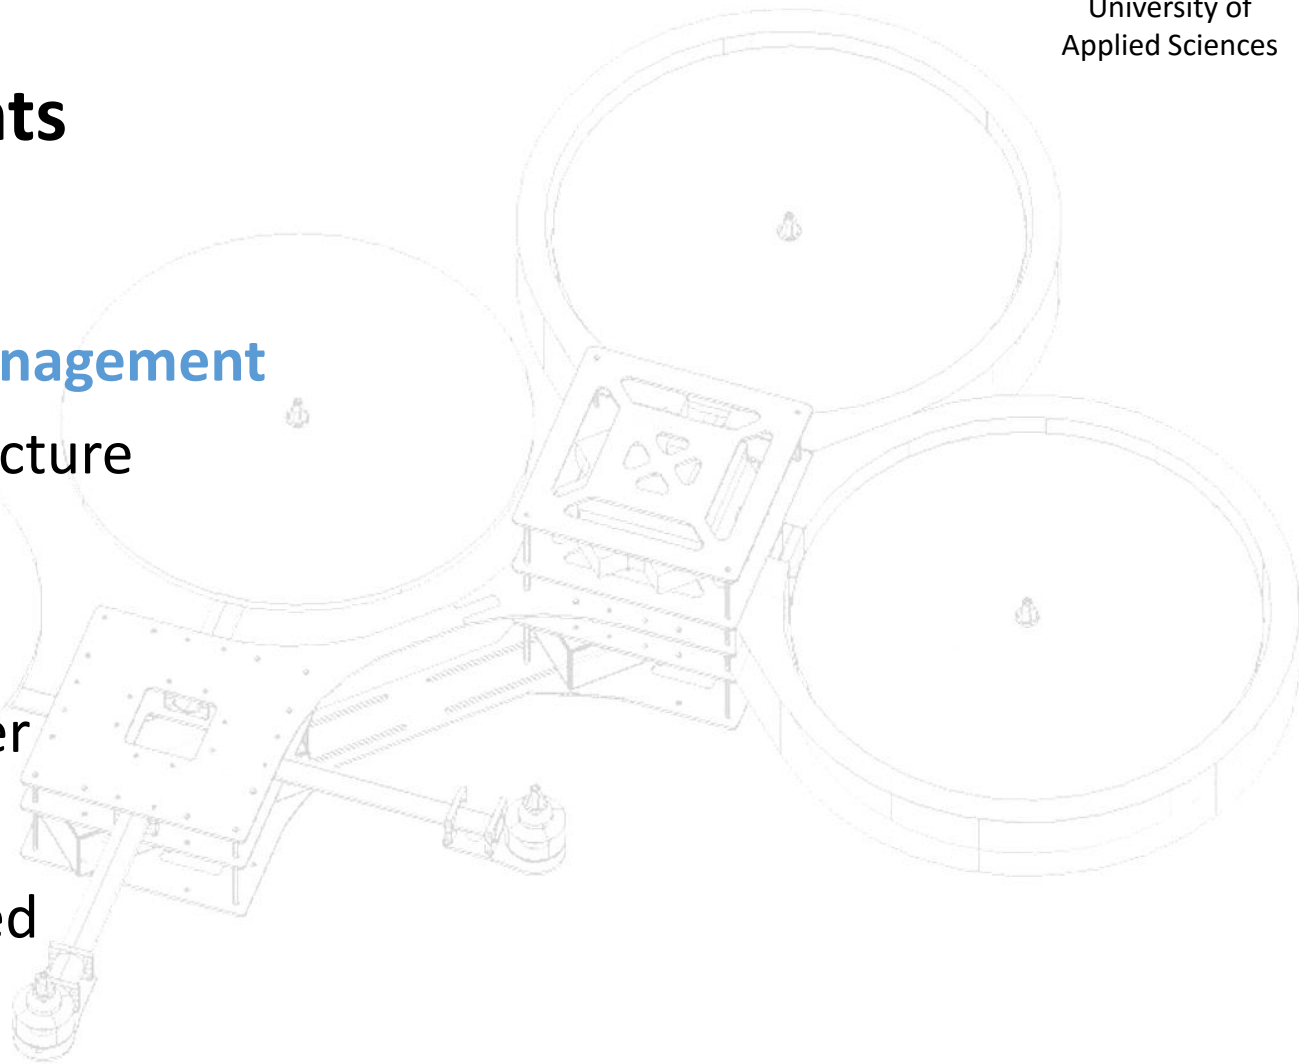 University of
Applied Sciences
nts
nagement
cture
er
ed